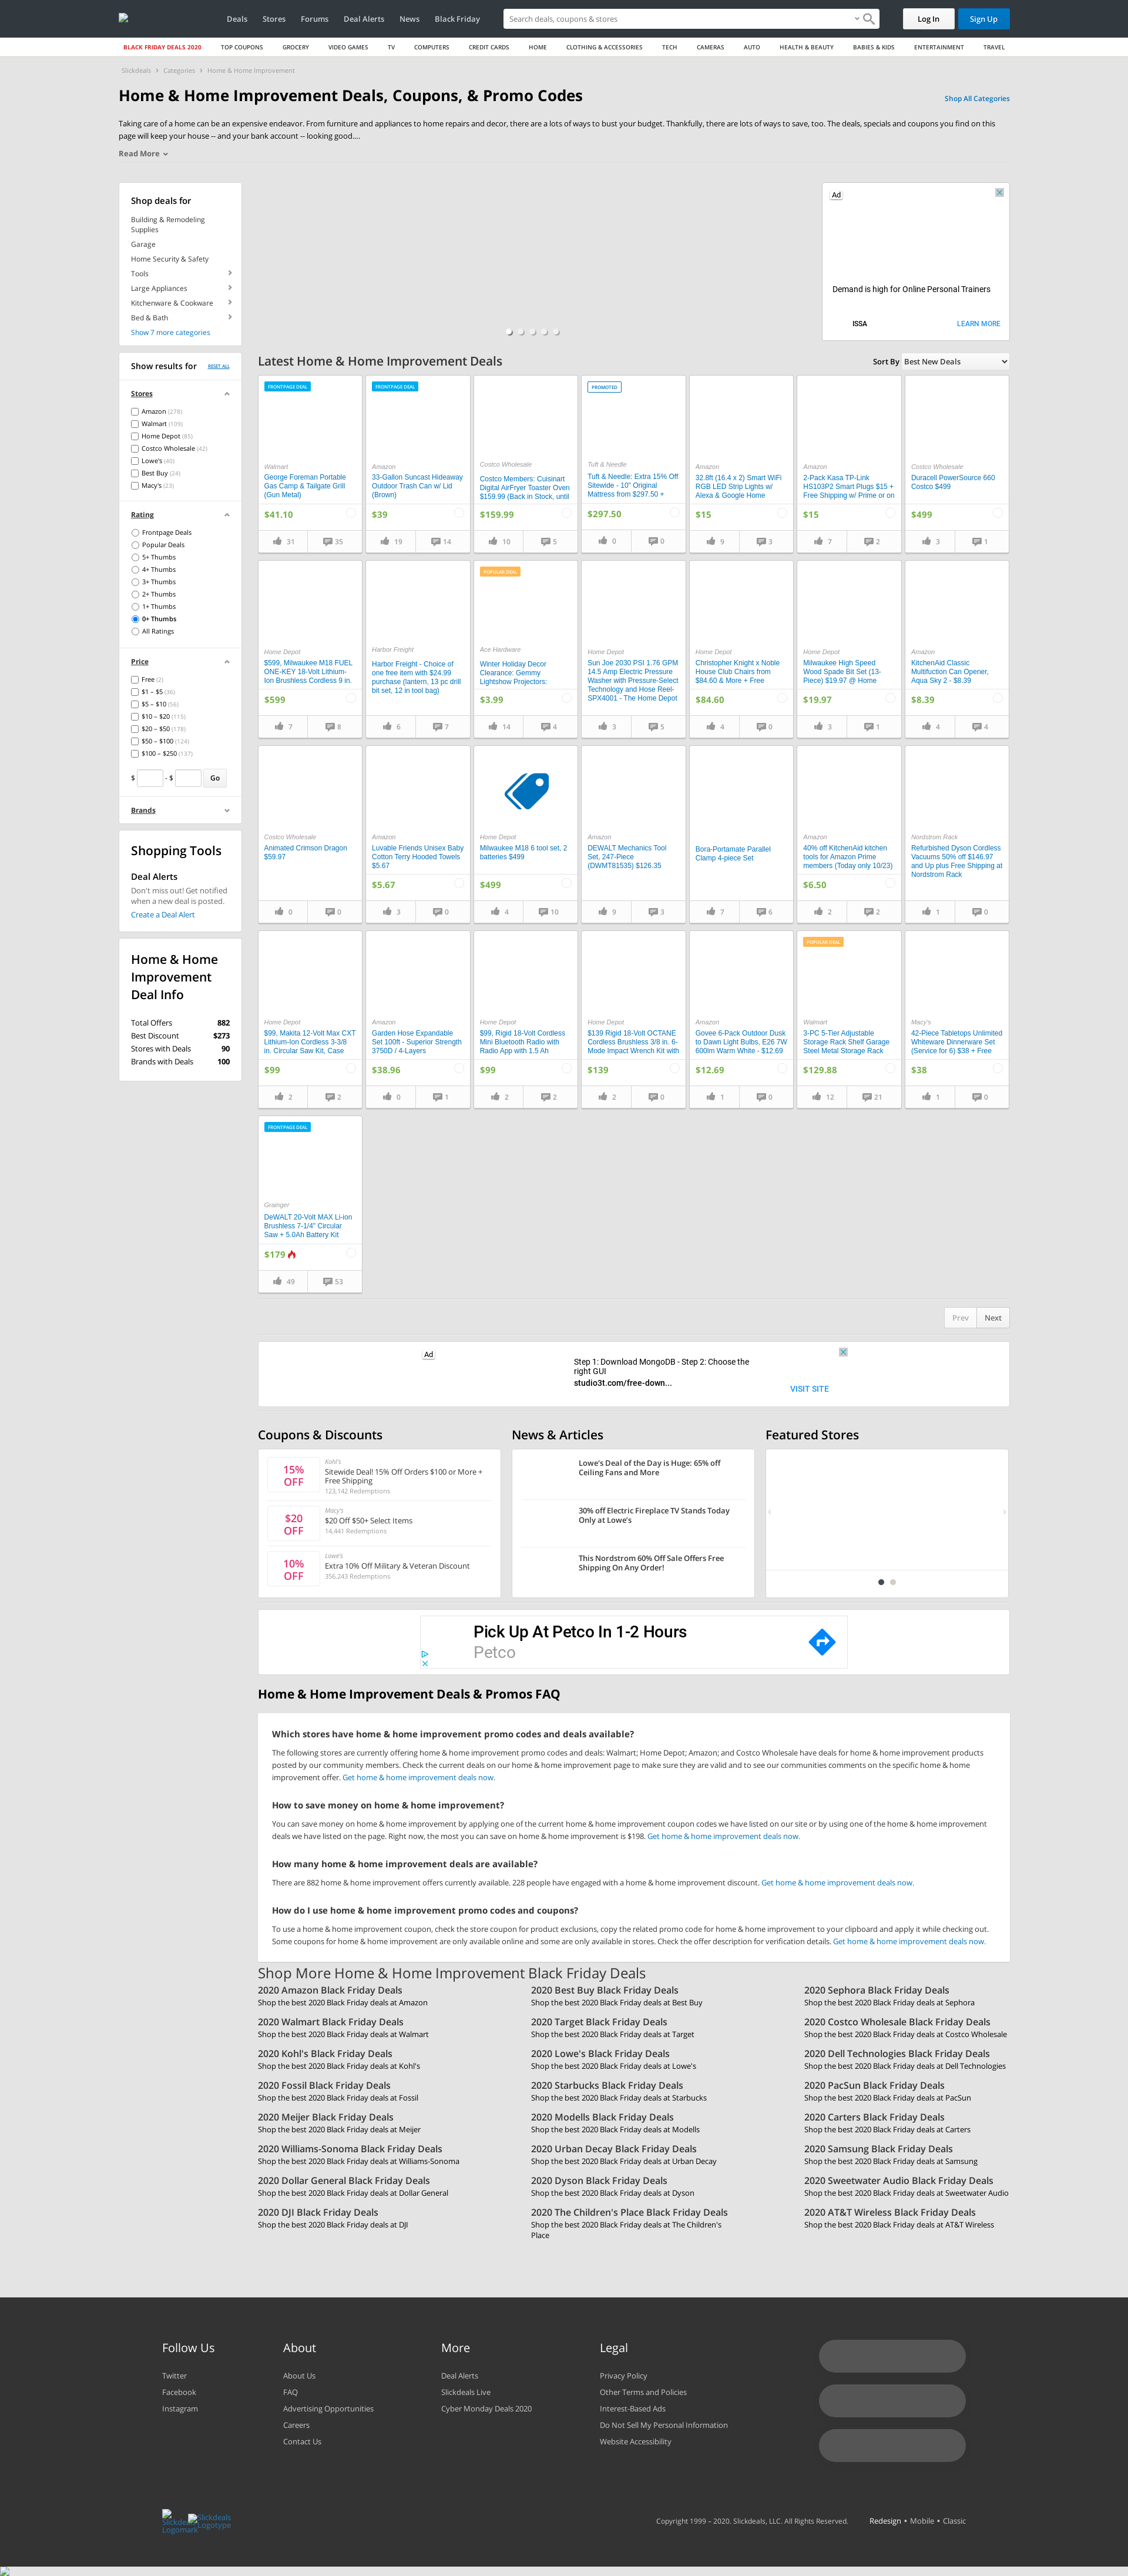 Deals Stores Forums Deal Alerts News Black Friday Search deals, coupons & stores Log In Sign Up
BLACK FRIDAY DEALS 2020 TOP COUPONS GROCERY VIDEO GAMES TV COMPUTERS CREDIT CARDS HOME CLOTHING & ACCESSORIES TECH CAMERAS AUTO HEALTH & BEAUTY BABIES & KIDS ENTERTAINMENT TRAVEL
Slickdeals › Categories › Home & Home Improvement
Home & Home Improvement Deals, Coupons, & Promo Codes
Shop All Categories
Taking care of a home can be an expensive endeavor. From furniture and appliances to home repairs and decor, there are a lots of ways to bust your budget. Thankfully, there are lots of ways to save, too. The deals, specials and coupons you find on this
page will keep your house -- and your bank account -- looking good....
Read More
Shop deals for
Building & Remodeling
Supplies
Garage
Home Security & Safety
Tools
Large Appliances
Kitchenware & Cookware
Bed & Bath
Show 7 more categories
Ad
Demand is high for Online Personal Trainers
ISSA LEARN MORE
Show results for RESET ALL
Stores
Amazon (278)
Walmart (109)
Home Depot (85)
Costco Wholesale (42)
Lowe's (40)
Best Buy (24)
Macy's (23)
Rating
Frontpage Deals
Popular Deals
5+ Thumbs
4+ Thumbs
3+ Thumbs
2+ Thumbs
1+ Thumbs
0+ Thumbs
All Ratings
Price
Free (2)
$1 – $5 (36)
$5 – $10 (56)
$10 – $20 (115)
$20 – $50 (178)
$50 – $100 (124)
$100 – $250 (137)
$ - $ Go
Brands
Shopping Tools
Deal Alerts
Don't miss out! Get notified
when a new deal is posted.
Create a Deal Alert
Home & Home
Improvement
Deal Info
Total Offers 882
Best Discount $273
Stores with Deals 90
Brands with Deals 100
Latest Home & Home Improvement Deals
Sort By Best New Deals
FRONTPAGE DEAL
Walmart
George Foreman Portable
Gas Camp & Tailgate Grill
(Gun Metal)
$41.10
31 35
FRONTPAGE DEAL
Amazon
33-Gallon Suncast Hideaway
Outdoor Trash Can w/ Lid
(Brown)
$39
19 14
Costco Wholesale
Costco Members: Cuisinart
Digital AirFryer Toaster Oven
$159.99 (Back in Stock, until
$159.99
10 5
PROMOTED
Tuft & Needle
Tuft & Needle: Extra 15% Off
Sitewide - 10" Original
Mattress from $297.50 +
$297.50
0 0
Amazon
32.8ft (16.4 x 2) Smart WiFi
RGB LED Strip Lights w/
Alexa & Google Home
$15
9 3
Amazon
2-Pack Kasa TP-Link
HS103P2 Smart Plugs $15 +
Free Shipping w/ Prime or on
$15
7 2
Costco Wholesale
Duracell PowerSource 660
Costco $499
$499
3 1
Home Depot
$599, Milwaukee M18 FUEL
ONE-KEY 18-Volt Lithium-
Ion Brushless Cordless 9 in.
$599
7 8
Harbor Freight
Harbor Freight - Choice of
one free item with $24.99
purchase (lantern, 13 pc drill
bit set, 12 in tool bag)
6 7
POPULAR DEAL
Ace Hardware
Winter Holiday Decor
Clearance: Gemmy
Lightshow Projectors:
$3.99
14 4
Home Depot
Sun Joe 2030 PSI 1.76 GPM
14.5 Amp Electric Pressure
Washer with Pressure-Select
Technology and Hose Reel-
SPX4001 - The Home Depot
3 5
Home Depot
Christopher Knight x Noble
House Club Chairs from
$84.60 & More + Free
$84.60
4 0
Home Depot
Milwaukee High Speed
Wood Spade Bit Set (13-
Piece) $19.97 @ Home
$19.97
3 1
Amazon
KitchenAid Classic
Multifuction Can Opener,
Aqua Sky 2 - $8.39
$8.39
4 4
Costco Wholesale
Animated Crimson Dragon
$59.97
0 0
Amazon
Luvable Friends Unisex Baby
Cotton Terry Hooded Towels
$5.67
$5.67
3 0
Home Depot
Milwaukee M18 6 tool set, 2
batteries $499
$499
4 10
Amazon
DEWALT Mechanics Tool
Set, 247-Piece
(DWMT81535) $126.35
9 3
Bora-Portamate Parallel
Clamp 4-piece Set
7 6
Amazon
40% off KitchenAid kitchen
tools for Amazon Prime
members (Today only 10/23)
$6.50
2 2
Nordstrom Rack
Refurbished Dyson Cordless
Vacuums 50% off $146.97
and Up plus Free Shipping at
Nordstrom Rack
1 0
Home Depot
$99, Makita 12-Volt Max CXT
Lithium-Ion Cordless 3-3/8
in. Circular Saw Kit, Case
$99
2 2
Amazon
Garden Hose Expandable
Set 100ft - Superior Strength
3750D / 4-Layers
$38.96
0 1
Home Depot
$99, Rigid 18-Volt Cordless
Mini Bluetooth Radio with
Radio App with 1.5 Ah
$99
2 2
Home Depot
$139 Rigid 18-Volt OCTANE
Cordless Brushless 3/8 in. 6-
Mode Impact Wrench Kit with
$139
2 0
Amazon
Govee 6-Pack Outdoor Dusk
to Dawn Light Bulbs, E26 7W
600lm Warm White - $12.69
$12.69
1 0
POPULAR DEAL
Walmart
3-PC 5-Tier Adjustable
Storage Rack Shelf Garage
Steel Metal Storage Rack
$129.88
12 21
Macy's
42-Piece Tabletops Unlimited
Whiteware Dinnerware Set
(Service for 6) $38 + Free
$38
1 0
FRONTPAGE DEAL
Grainger
DeWALT 20-Volt MAX Li-ion
Brushless 7-1/4" Circular
Saw + 5.0Ah Battery Kit
$179
49 53
Prev Next
Ad
Step 1: Download MongoDB - Step 2: Choose the
right GUI
studio3t.com/free-down...
VISIT SITE
Coupons & Discounts
15%
OFF
Kohl's
Sitewide Deal! 15% Off Orders $100 or More +
Free Shipping
123,142 Redemptions
$20
OFF
Macy's
$20 Off $50+ Select Items
14,441 Redemptions
10%
OFF
Lowe's
Extra 10% Off Military & Veteran Discount
356,243 Redemptions
News & Articles
Lowe's Deal of the Day is Huge: 65% off
Ceiling Fans and More
30% off Electric Fireplace TV Stands Today
Only at Lowe's
This Nordstrom 60% Off Sale Offers Free
Shipping On Any Order!
Featured Stores
Pick Up At Petco In 1-2 Hours
Petco
Home & Home Improvement Deals & Promos FAQ
Which stores have home & home improvement promo codes and deals available?
The following stores are currently offering home & home improvement promo codes and deals: Walmart; Home Depot; Amazon; and Costco Wholesale have deals for home & home improvement products
posted by our community members. Check the current deals on our home & home improvement page to make sure they are valid and to see our communities comments on the specific home & home
improvement offer. Get home & home improvement deals now.
How to save money on home & home improvement?
You can save money on home & home improvement by applying one of the current home & home improvement coupon codes we have listed on our site or by using one of the home & home improvement
deals we have listed on the page. Right now, the most you can save on home & home improvement is $198. Get home & home improvement deals now.
How many home & home improvement deals are available?
There are 882 home & home improvement offers currently available. 228 people have engaged with a home & home improvement discount. Get home & home improvement deals now.
How do I use home & home improvement promo codes and coupons?
To use a home & home improvement coupon, check the store coupon for product exclusions, copy the related promo code for home & home improvement to your clipboard and apply it while checking out.
Some coupons for home & home improvement are only available online and some are only available in stores. Check the offer description for verification details. Get home & home improvement deals now.
Shop More Home & Home Improvement Black Friday Deals
2020 Amazon Black Friday Deals
Shop the best 2020 Black Friday deals at Amazon
2020 Best Buy Black Friday Deals
Shop the best 2020 Black Friday deals at Best Buy
2020 Sephora Black Friday Deals
Shop the best 2020 Black Friday deals at Sephora
2020 Walmart Black Friday Deals
Shop the best 2020 Black Friday deals at Walmart
2020 Target Black Friday Deals
Shop the best 2020 Black Friday deals at Target
2020 Costco Wholesale Black Friday Deals
Shop the best 2020 Black Friday deals at Costco Wholesale
2020 Kohl's Black Friday Deals
Shop the best 2020 Black Friday deals at Kohl's
2020 Lowe's Black Friday Deals
Shop the best 2020 Black Friday deals at Lowe's
2020 Dell Technologies Black Friday Deals
Shop the best 2020 Black Friday deals at Dell Technologies
2020 Fossil Black Friday Deals
Shop the best 2020 Black Friday deals at Fossil
2020 Starbucks Black Friday Deals
Shop the best 2020 Black Friday deals at Starbucks
2020 PacSun Black Friday Deals
Shop the best 2020 Black Friday deals at PacSun
2020 Meijer Black Friday Deals
Shop the best 2020 Black Friday deals at Meijer
2020 Modells Black Friday Deals
Shop the best 2020 Black Friday deals at Modells
2020 Carters Black Friday Deals
Shop the best 2020 Black Friday deals at Carters
2020 Williams-Sonoma Black Friday Deals
Shop the best 2020 Black Friday deals at Williams-Sonoma
2020 Urban Decay Black Friday Deals
Shop the best 2020 Black Friday deals at Urban Decay
2020 Samsung Black Friday Deals
Shop the best 2020 Black Friday deals at Samsung
2020 Dollar General Black Friday Deals
Shop the best 2020 Black Friday deals at Dollar General
2020 Dyson Black Friday Deals
Shop the best 2020 Black Friday deals at Dyson
2020 Sweetwater Audio Black Friday Deals
Shop the best 2020 Black Friday deals at Sweetwater Audio
2020 DJI Black Friday Deals
Shop the best 2020 Black Friday deals at DJI
2020 The Children's Place Black Friday Deals
Shop the best 2020 Black Friday deals at The Children's
Place
2020 AT&T Wireless Black Friday Deals
Shop the best 2020 Black Friday deals at AT&T Wireless
Follow Us
Twitter
Facebook
Instagram
About
About Us
FAQ
Advertising Opportunities
Careers
Contact Us
More
Deal Alerts
Slickdeals Live
Cyber Monday Deals 2020
Legal
Privacy Policy
Other Terms and Policies
Interest-Based Ads
Do Not Sell My Personal Information
Website Accessibility
Slickdeals
Logotype
Logomark
Copyright 1999 – 2020. Slickdeals, LLC. All Rights Reserved. Redesign • Mobile • Classic